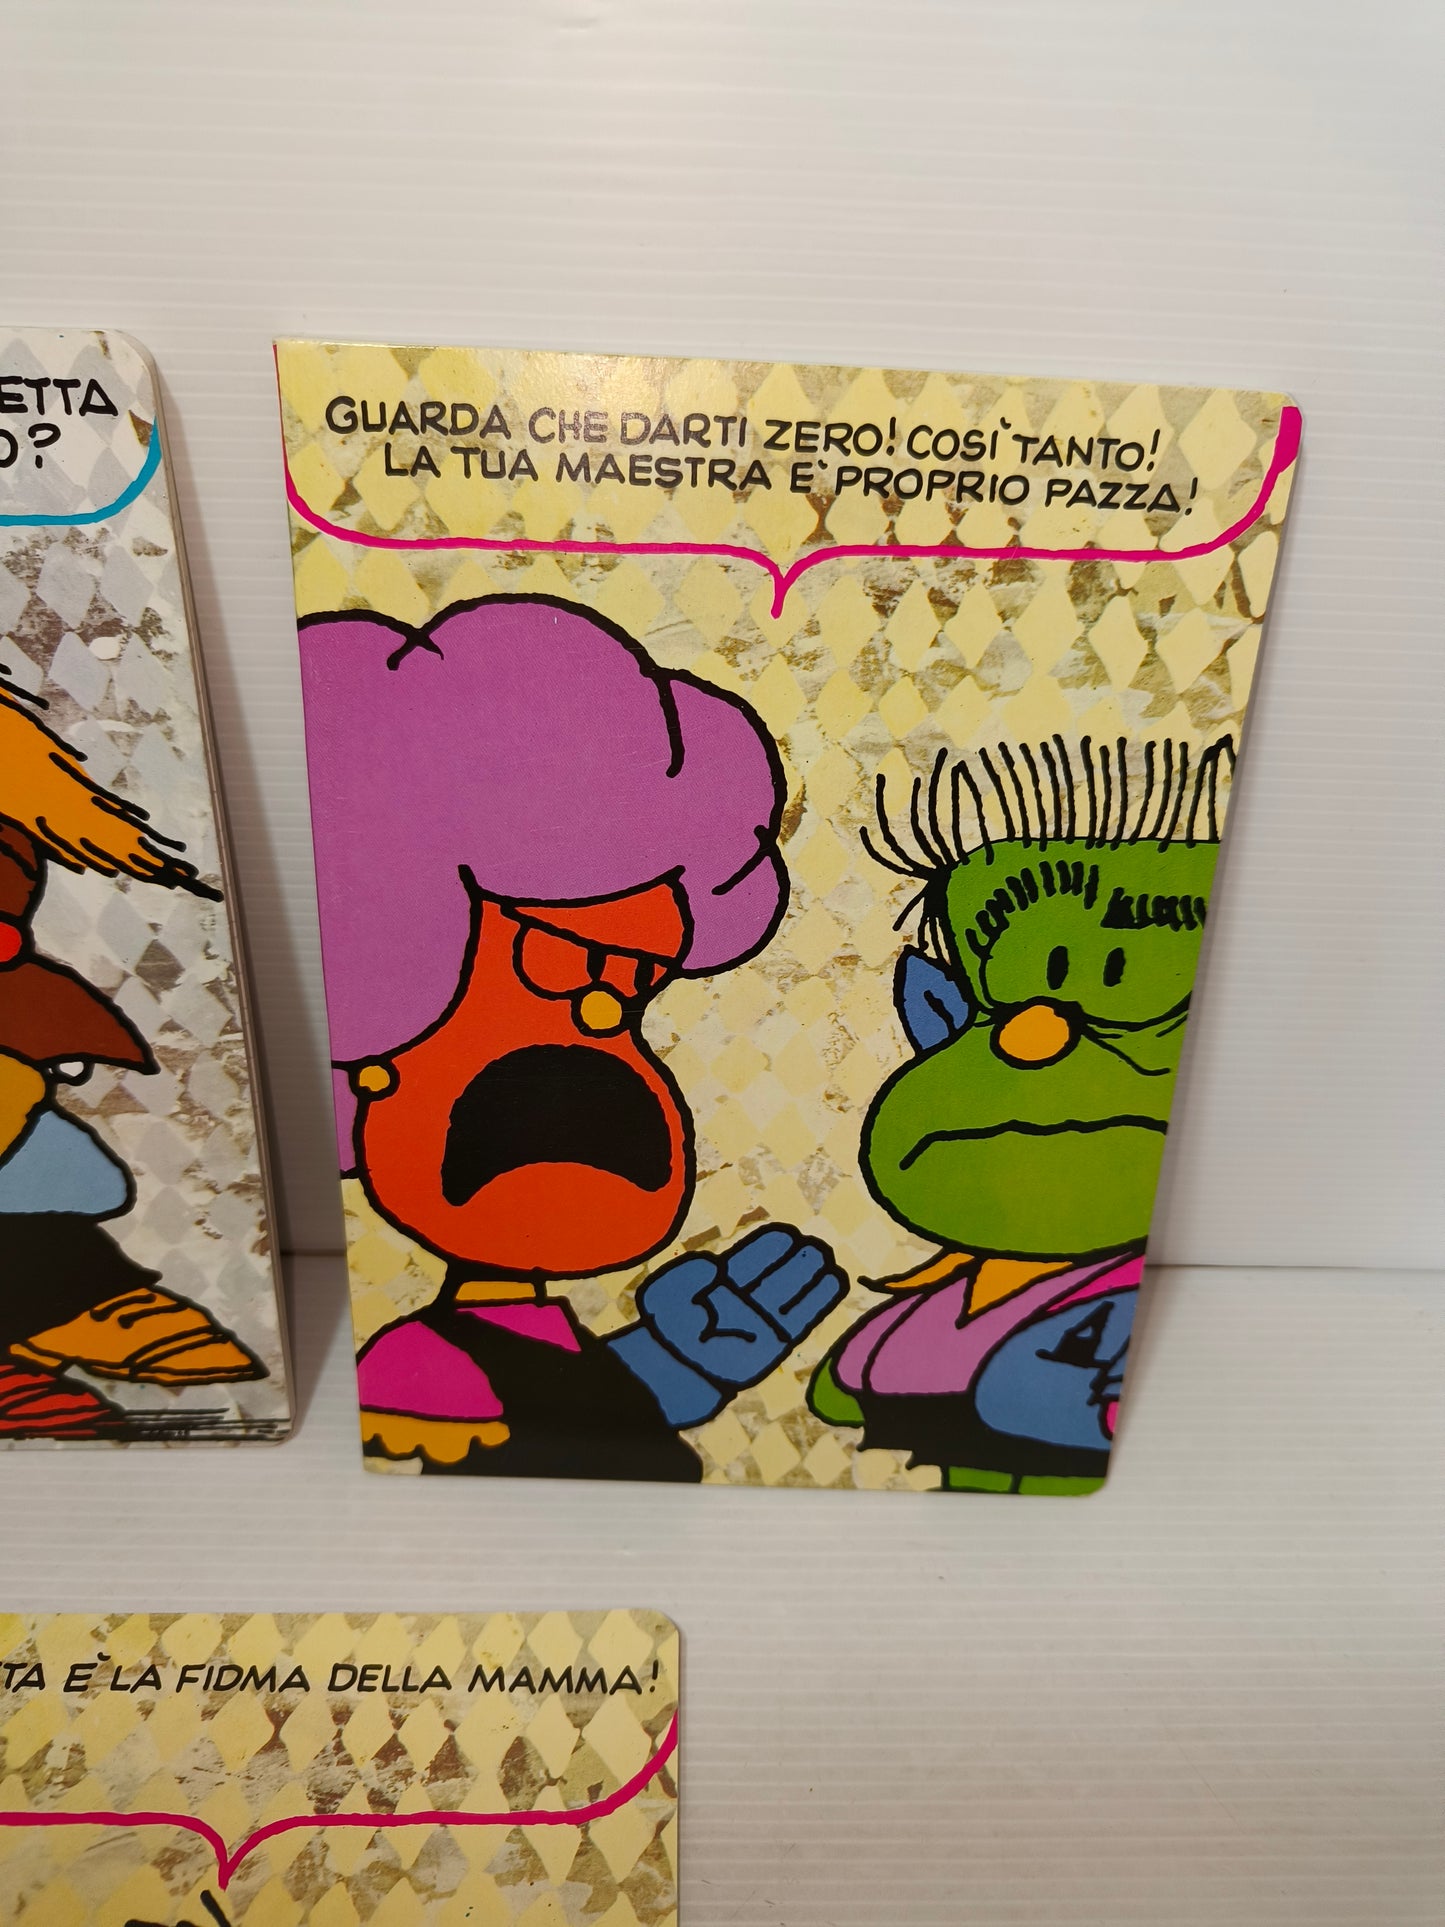 ETTA
O?
GUARDA CHE DARTI ZERO! COSÌ TANTO!
LA TUA MAESTRA È PROPRIO PAZZA!
TA È LA FIDMA DELLA MAMMA!